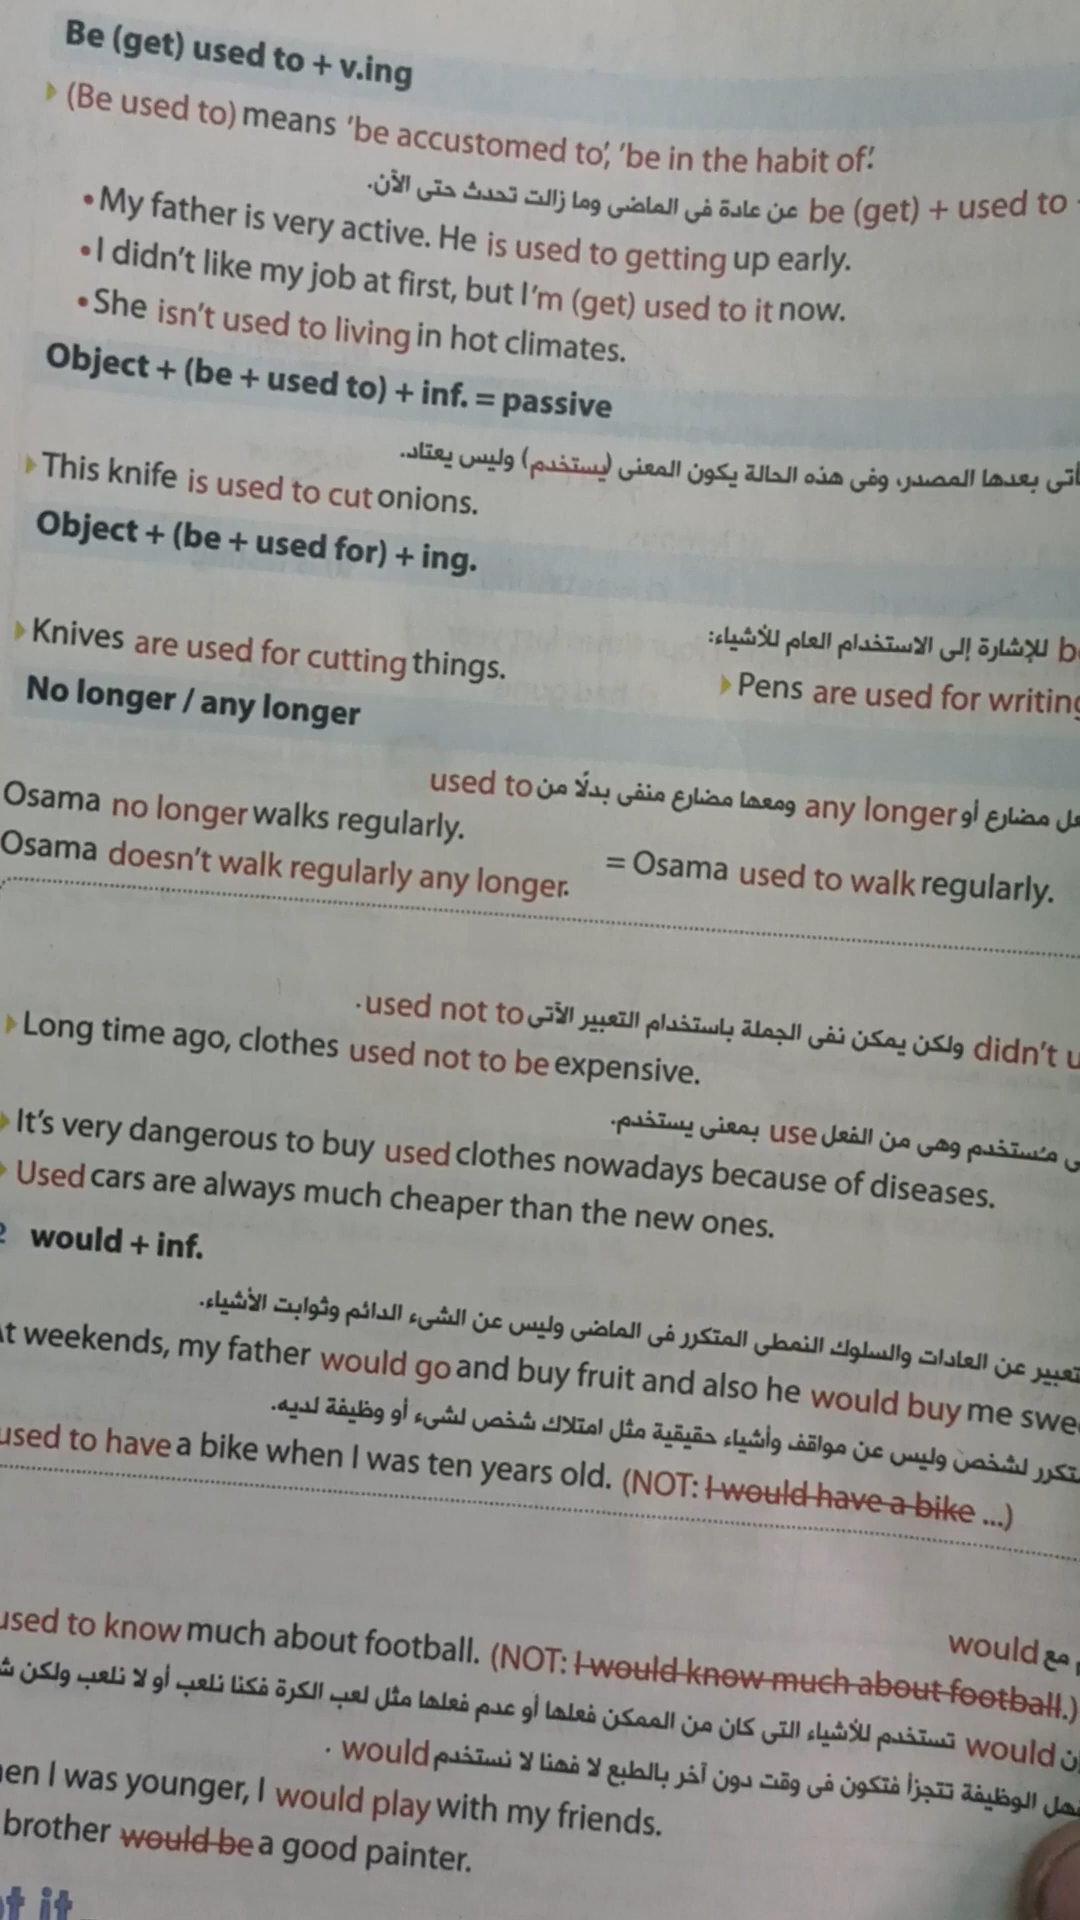 Be (get) used to + v.ing
(Be used to) means 'be accustomed to', 'be in the habit of'.
be (get) + used to عن عادة فى الماضى وما زالت تحدث حتى الآن.
• My father is very active. He is used to getting up early.
• I didn't like my job at first, but I'm (get) used to it now.
• She isn't used to living in hot climates.
Object + (be + used to) + inf. = passive
بعدها المصدر، وفى هذه الحالة يكون المعنى (يستخدم) وليس يعتاد.
This knife is used to cut onions.
Object + (be + used for) + ing.
للإشارة إلى الاستخدام العام للأشياء:
Knives are used for cutting things.
Pens are used for writing
No longer / any longer
مضارع أو any longer ومعها مضارع منفى بدلًا من used to
Osama no longer walks regularly.
Osama doesn't walk regularly any longer.
= Osama used to walk regularly.
didn't ولكن يمكن نفى الجملة باستخدام التعبير الآتى used not to.
Long time ago, clothes used not to be expensive.
مستخدم وهى من الفعل use بمعنى يستخدم.
It's very dangerous to buy used clothes nowadays because of diseases.
Used cars are always much cheaper than the new ones.
2 would + inf.
عن العادات والسلوك النمطى المتكرر فى الماضى وليس عن الشىء الدائم وثوابت الأشياء.
At weekends, my father would go and buy fruit and also he would buy me
لشخص وليس عن مواقف وأشياء حقيقية مثل امتلاك شخص لشىء أو وظيفة لديه.
used to have a bike when I was ten years old. (NOT: I would have a bike ...)
مع would
used to know much about football. (NOT: I would know much about football.)
would تستخدم للأشياء التى كان من الممكن فعلها أو عدم فعلها مثل لعب الكرة فكنا نلعب أو لا نلعب ولكن
الوظيفة تتجزأ فتكون فى وقت دون آخر بالطبع لا فهنا لا نستخدم would .
I was younger, I would play with my friends.
brother would be a good painter.
it